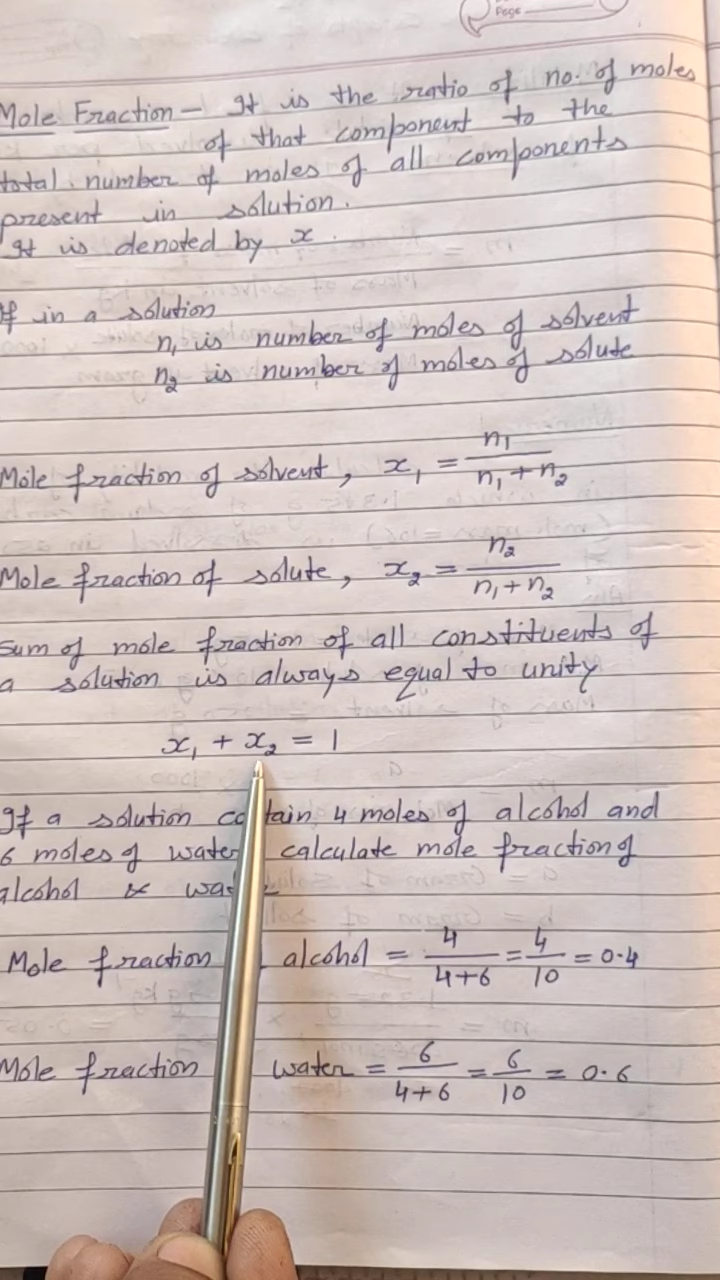 Page
Mole Fraction - It is the ratio of no. of moles
of that component to the
total number of moles of all components
present in solution.
It is denoted by x.
If in a solution
n₁ is number of moles of solvent
n₂ is number of moles of solute
Mole fraction of solvent, x₁ = n₁ / (n₁ + n₂)
Mole fraction of solute, x₂ = n₂ / (n₁ + n₂)
Sum of mole fraction of all constituents of
a solution is always equal to unity
x₁ + x₂ = 1
If a solution contain 4 moles of alcohol and
6 moles of water calculate mole fraction of
alcohol & water
Mole fraction alcohol = 4/(4+6) = 4/10 = 0.4
Mole fraction water = 6/(4+6) = 6/10 = 0.6